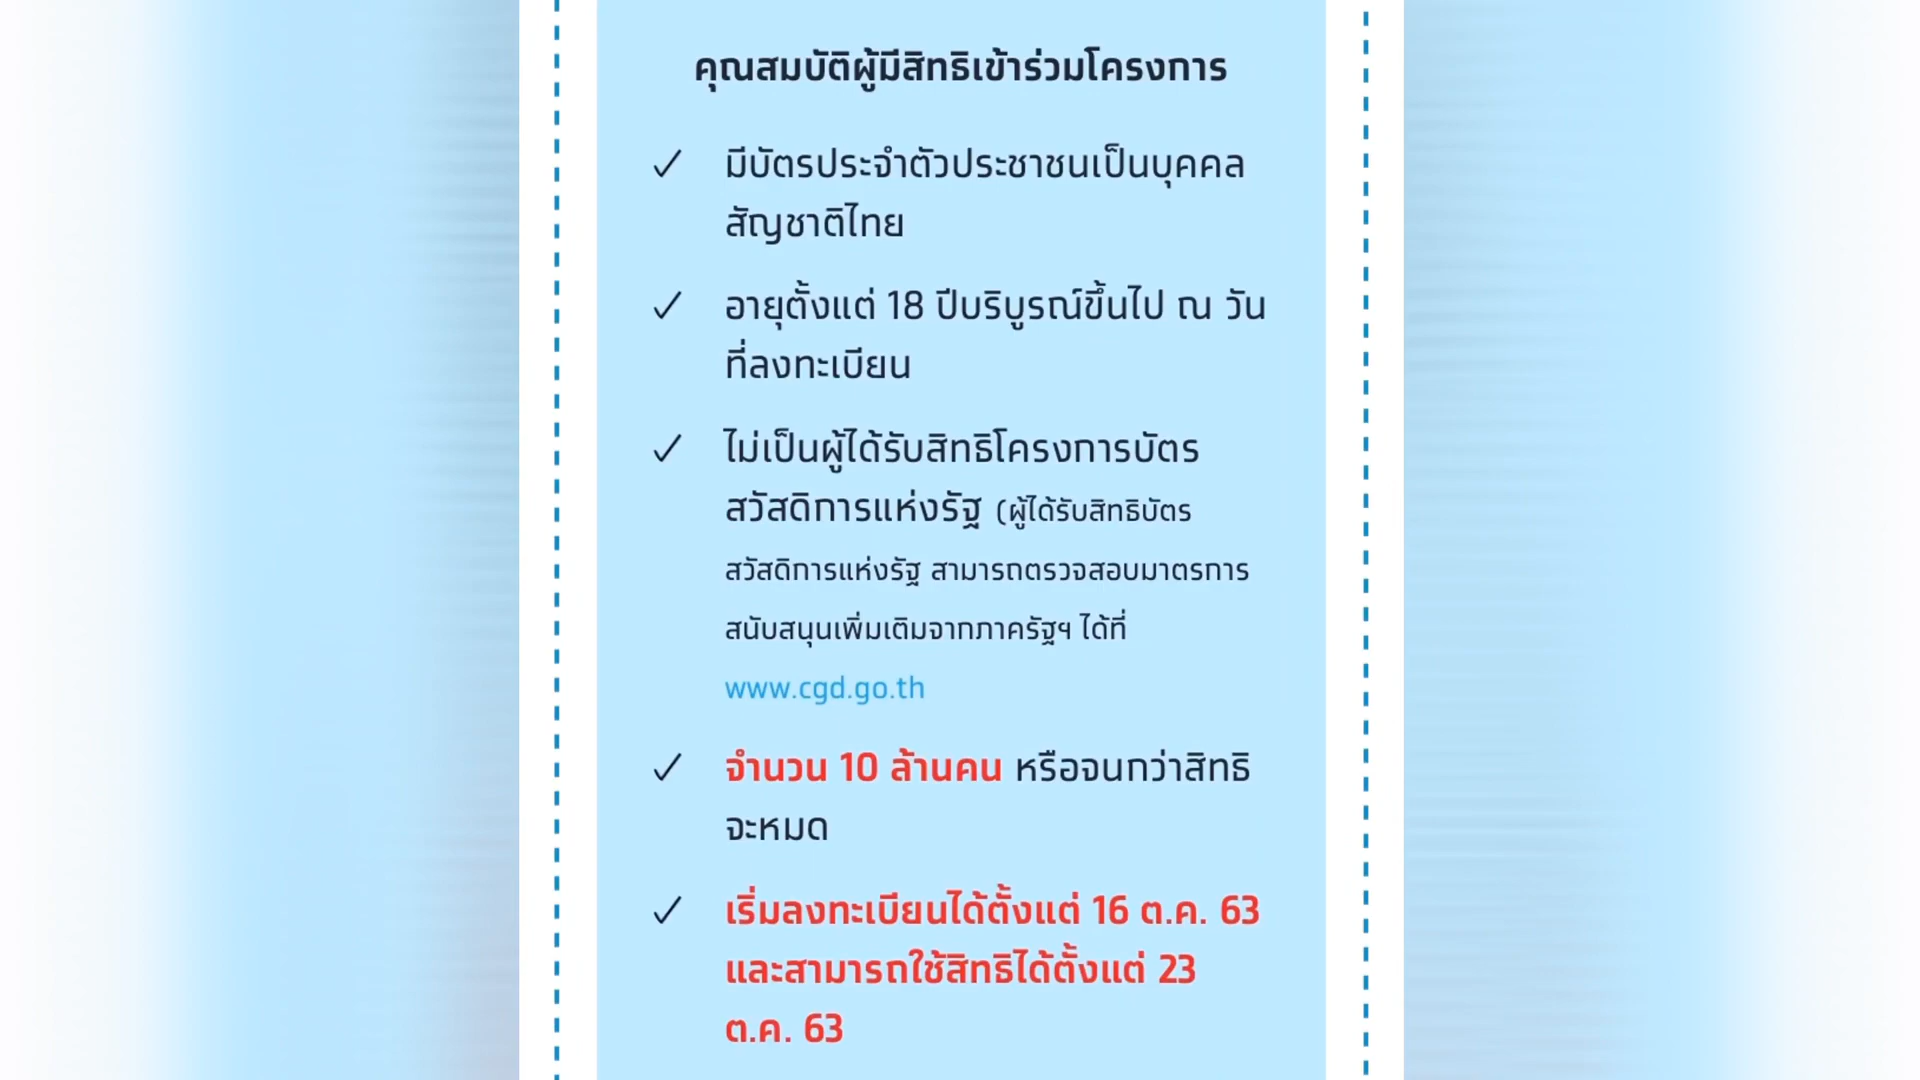 คุณสมบัติผู้มีสิทธิเข้าร่วมโครงการ
✓ มีบัตรประจำตัวประชาชนเป็นบุคคล
สัญชาติไทย
✓ อายุตั้งแต่ 18 ปีบริบูรณ์ขึ้นไป ณ วัน
ที่ลงทะเบียน
✓ ไม่เป็นผู้ได้รับสิทธิโครงการบัตร
สวัสดิการแห่งรัฐ (ผู้ได้รับสิทธิบัตร
สวัสดิการแห่งรัฐ สามารถตรวจสอบมาตรการ
สนับสนุนเพิ่มเติมจากภาครัฐฯ ได้ที่
www.cgd.go.th
✓ จำนวน 10 ล้านคน หรือจนกว่าสิทธิ
จะหมด
✓ เริ่มลงทะเบียนได้ตั้งแต่ 16 ต.ค. 63
และสามารถใช้สิทธิได้ตั้งแต่ 23
ต.ค. 63